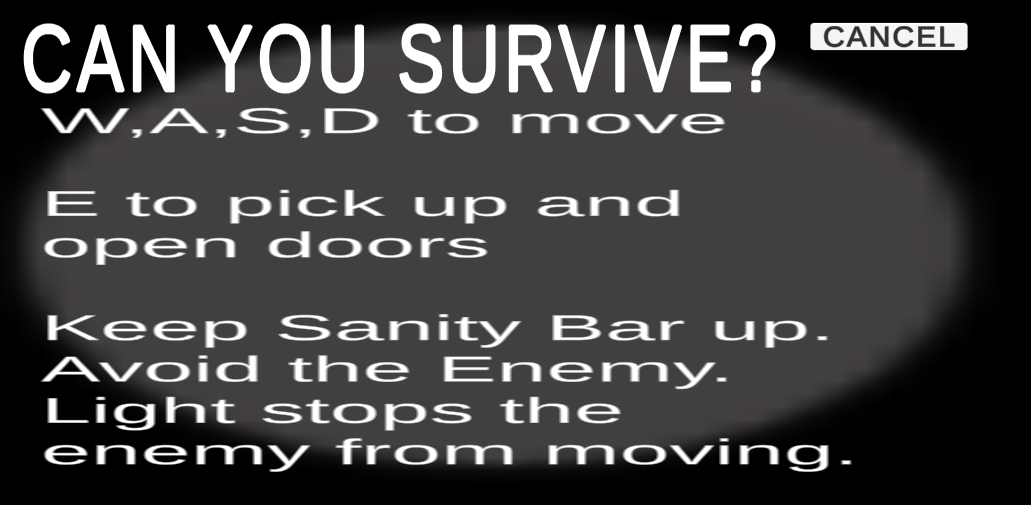 CAN YOU SURVIVE?
CANCEL
W,A,S,D to move
E to pick up and
open doors
Keep Sanity Bar up.
Avoid the Enemy.
Light stops the
enemy from moving.